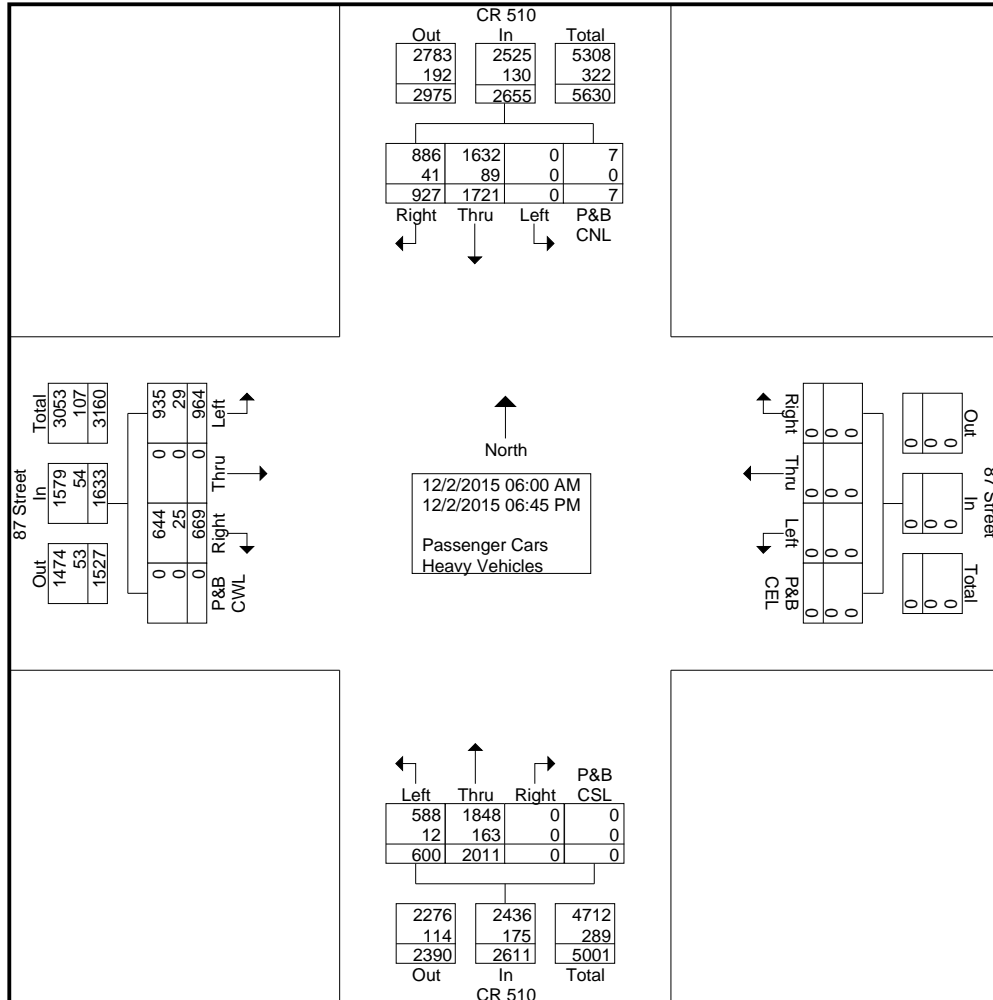 CR 510
Out In Total
2783 2525 5308
192 130 322
2975 2655 5630
886 1632 0 7
41 89 0 0
927 1721 0 7
Right Thru Left P&B
CNL
87 Street
Total In Out
3053 1579 1474
107 54 53
3160 1633 1527
935 0 644 0
29 0 25 0
964 0 669 0
Left Thru Right P&B
CWL
North
12/2/2015 06:00 AM
12/2/2015 06:45 PM
Passenger Cars
Heavy Vehicles
Right Thru Left P&B
CEL
0 0 0 0
0 0 0 0
0 0 0 0
Out In Total
0 0 0
0 0 0
0 0 0
87 Street
Left Thru Right P&B
CSL
588 1848 0 0
12 163 0 0
600 2011 0 0
2276 2436 4712
114 175 289
2390 2611 5001
Out In Total
CR 510